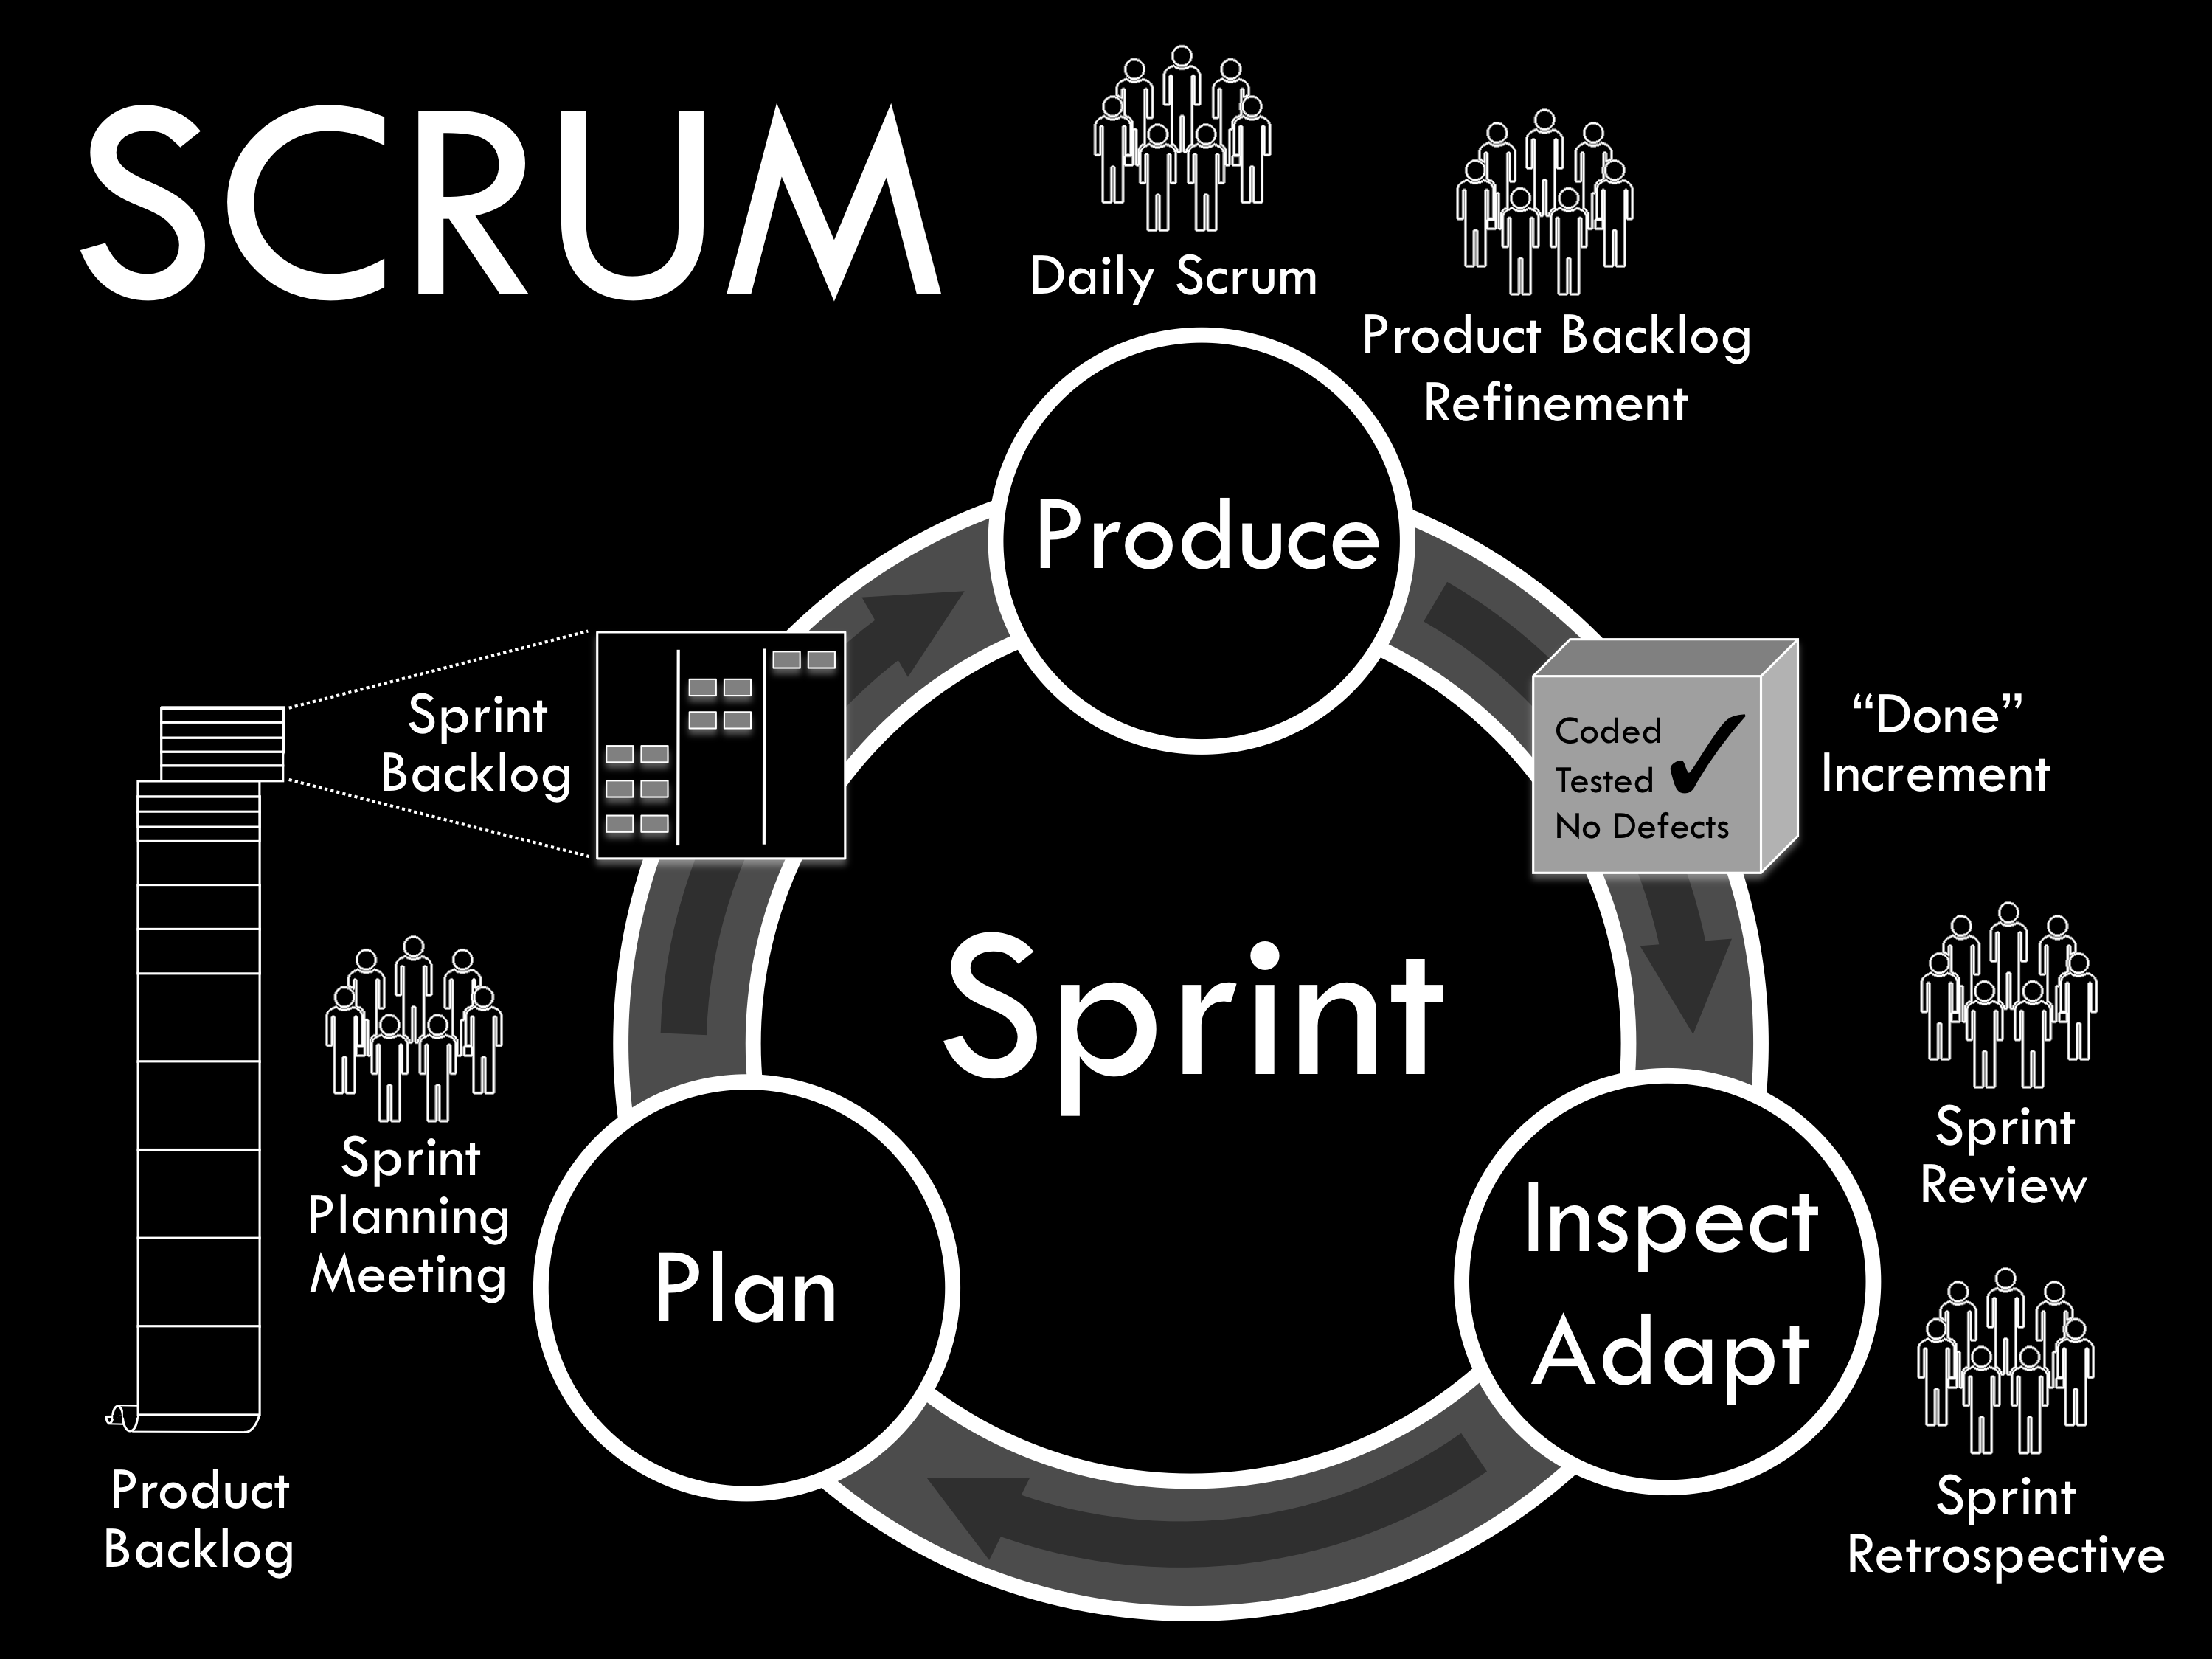 SCRUM
Daily Scrum
Product Backlog
Refinement
Produce
Sprint
Backlog
Coded
Tested
No Defects
“Done”
Increment
Sprint
Sprint
Planning
Meeting
Plan
Inspect
Adapt
Sprint
Review
Sprint
Retrospective
Product
Backlog